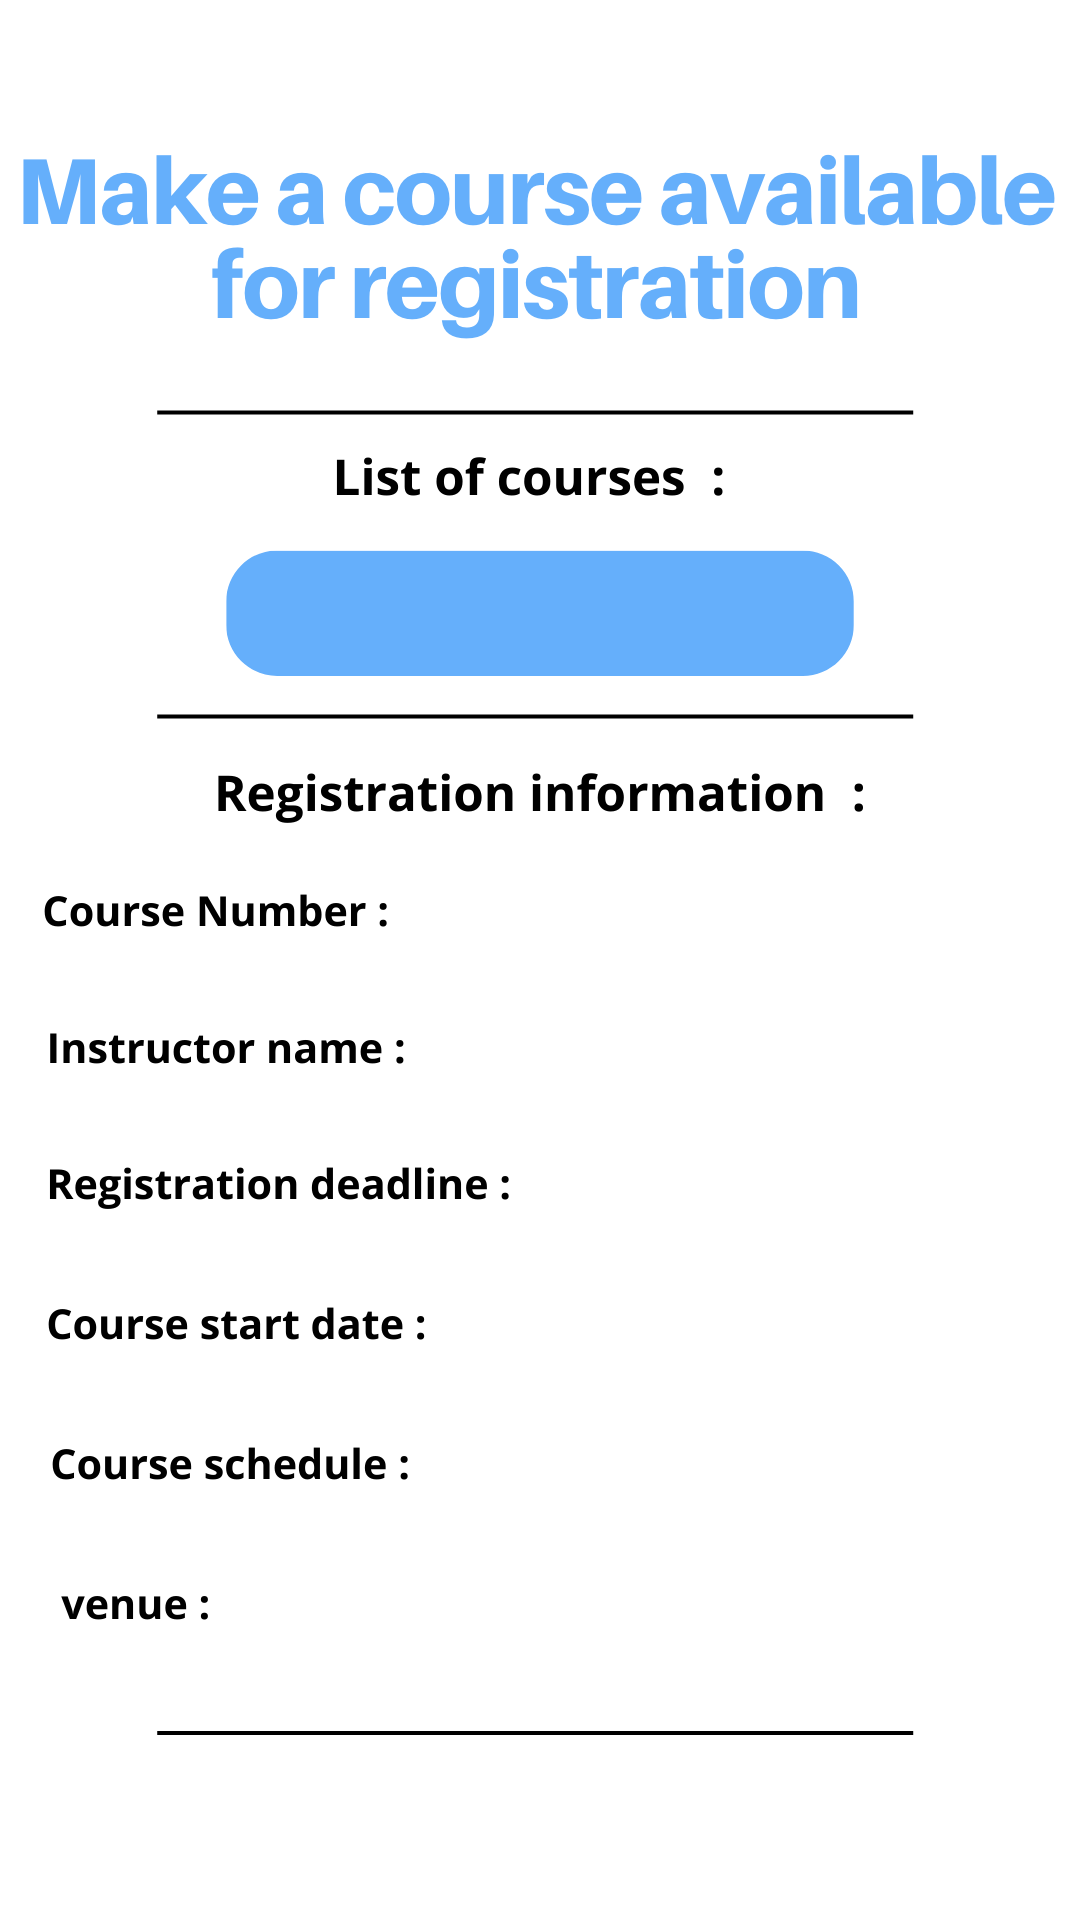 Make a course available
for registration
List of courses  :
Registration information  :
Course Number :
Instructor name :
Registration deadline :
Course start date :
Course schedule :
venue :